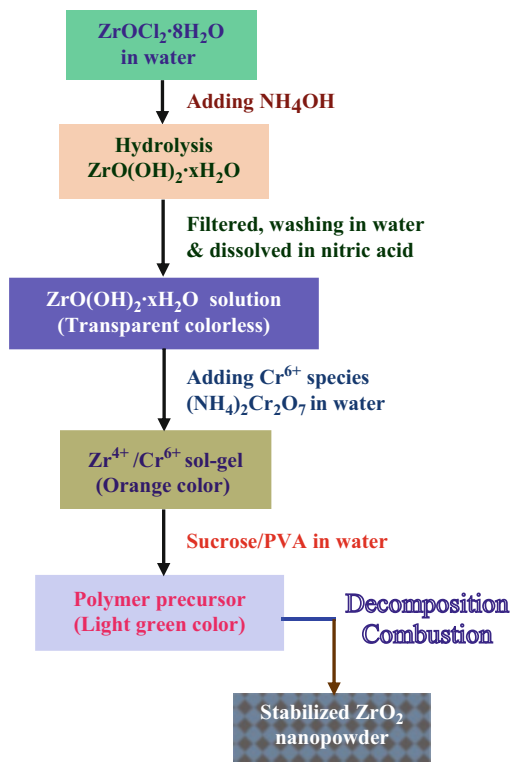 ZrOCl₂·8H₂O
in water
Adding NH₄OH
Hydrolysis
ZrO(OH)₂·xH₂O
Filtered, washing in water
& dissolved in nitric acid
ZrO(OH)₂·xH₂O solution
(Transparent colorless)
Adding Cr⁶⁺ species
(NH₄)₂Cr₂O₇ in water
Zr⁴⁺ /Cr⁶⁺ sol-gel
(Orange color)
Sucrose/PVA in water
Polymer precursor
(Light green color)
Decomposition
Combustion
Stabilized ZrO₂
nanopowder